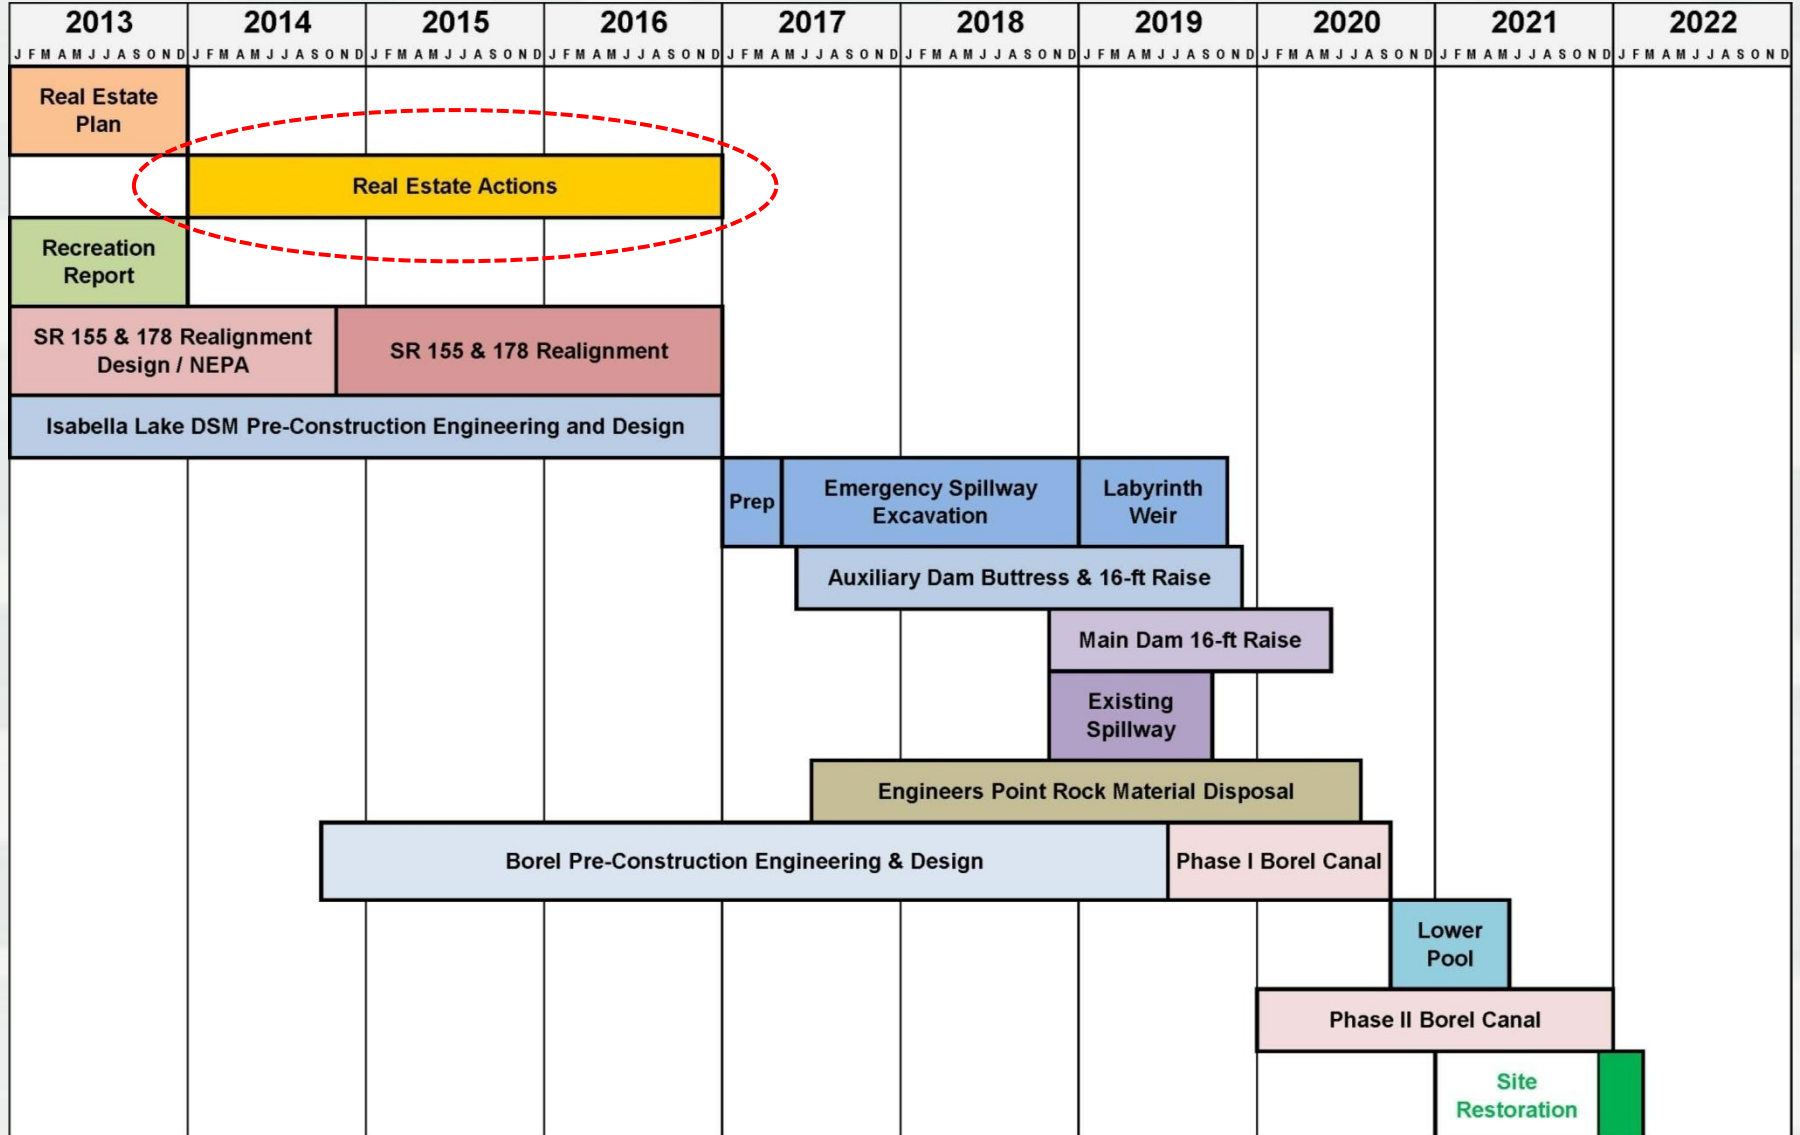 2013 2014 2015 2016 2017 2018 2019 2020 2021 2022
J F M A M J J A S O N D J F M A M J J A S O N D J F M A M J J A S O N D J F M A M J J A S O N D J F M A M J J A S O N D J F M A M J J A S O N D J F M A M J J A S O N D J F M A M J J A S O N D J F M A M J J A S O N D J F M A M J J A S O N D
Real Estate
Plan
Real Estate Actions
Recreation
Report
SR 155 & 178 Realignment
Design / NEPA
SR 155 & 178 Realignment
Isabella Lake DSM Pre-Construction Engineering and Design
Prep
Emergency Spillway
Excavation
Labyrinth
Weir
Auxiliary Dam Buttress & 16-ft Raise
Main Dam 16-ft Raise
Existing
Spillway
Engineers Point Rock Material Disposal
Borel Pre-Construction Engineering & Design
Phase I Borel Canal
Lower
Pool
Phase II Borel Canal
Site
Restoration